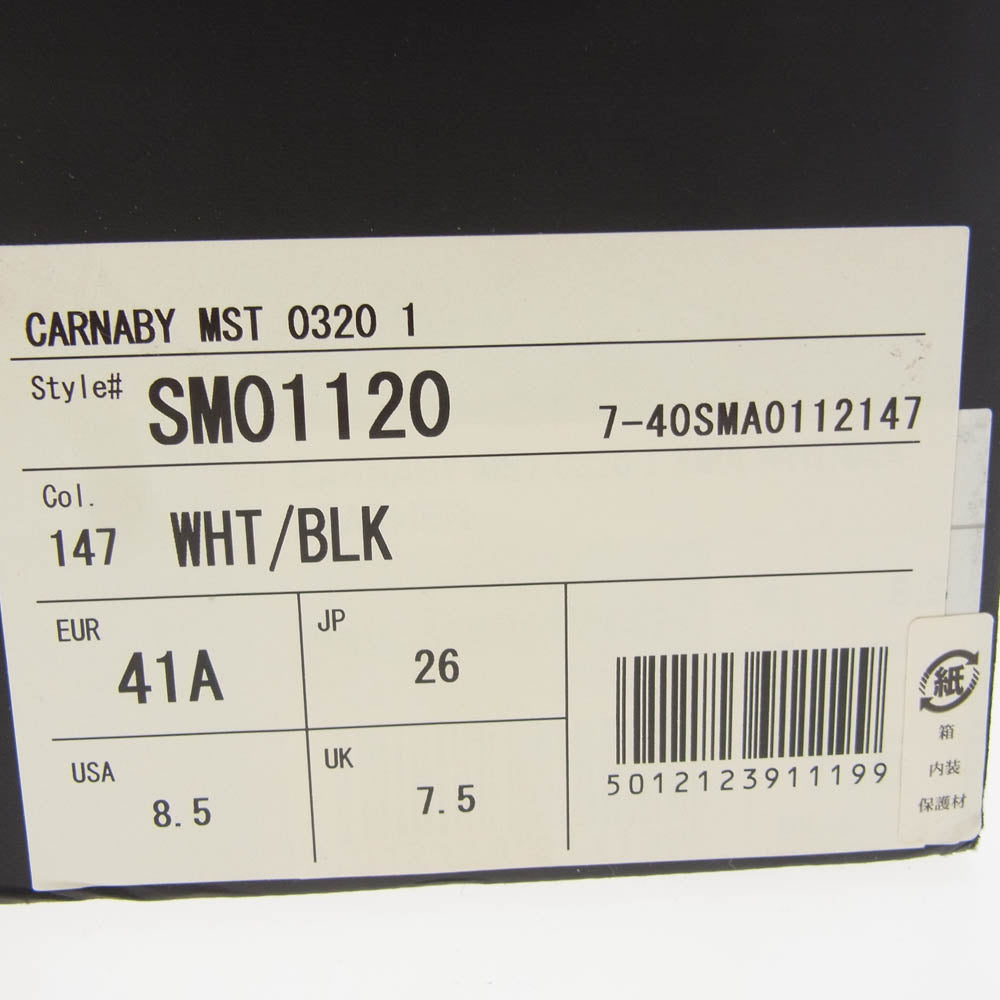 CARNABY MST 0320 1
Style# SM01120 7-40SMA0112147
Col.
147 WHT/BLK
EUR
41A
JP
26
USA
8.5
UK
7.5
5012123911199
紙
箱
内装
保護材